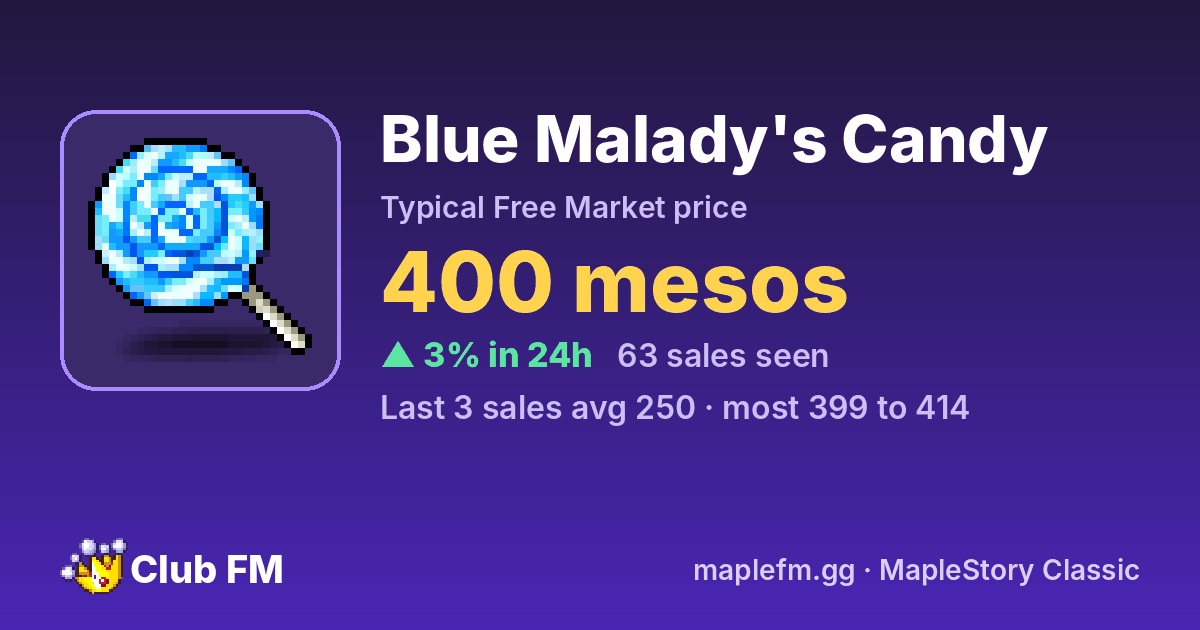 Blue Malady's Candy
Typical Free Market price
400 mesos
▲ 3% in 24h 63 sales seen
Last 3 sales avg 250 · most 399 to 414
Club FM
maplefm.gg · MapleStory Classic